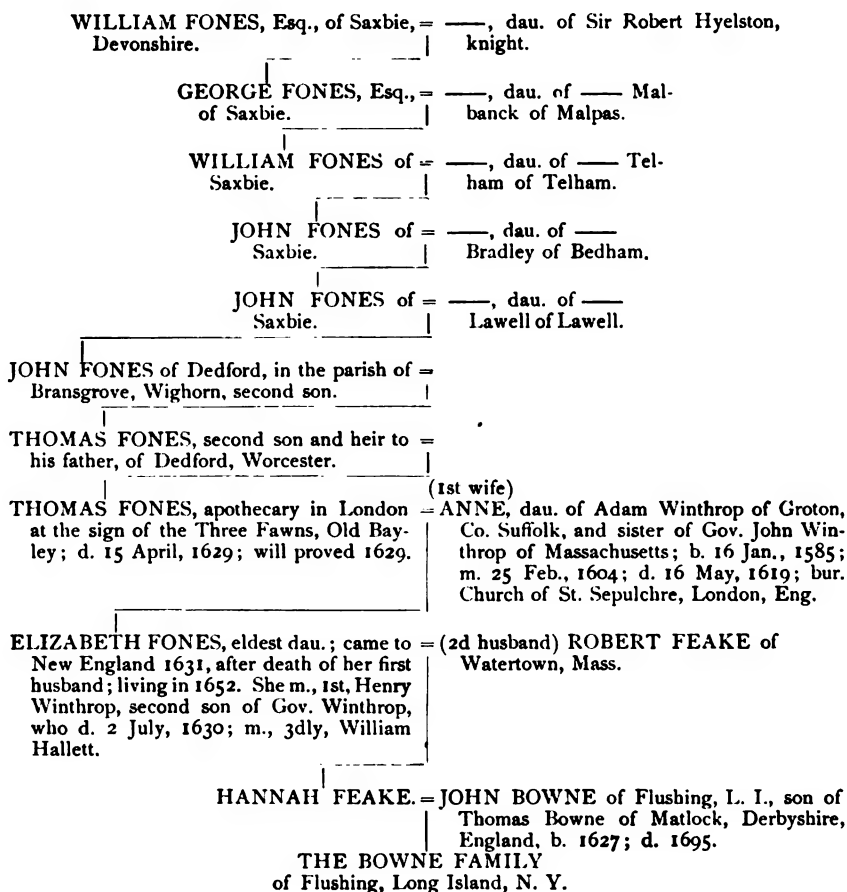 WILLIAM FONES, Esq., of Saxbie, = ——, dau. of Sir Robert Hyelston,
Devonshire. knight.
GEORGE FONES, Esq., = ——, dau. of —— Mal-
of Saxbie. banck of Malpas.
WILLIAM FONES of = ——, dau. of —— Tel-
Saxbie. ham of Telham.
JOHN FONES of = ——, dau. of ——
Saxbie. Bradley of Bedham.
JOHN FONES of = ——, dau. of ——
Saxbie. Lawell of Lawell.
JOHN FONES of Dedford, in the parish of =
Bransgrove, Wighorn, second son.
THOMAS FONES, second son and heir to =
his father, of Dedford, Worcester.
(1st wife)
THOMAS FONES, apothecary in London = ANNE, dau. of Adam Winthrop of Groton,
at the sign of the Three Fawns, Old Bay- Co. Suffolk, and sister of Gov. John Win-
ley; d. 15 April, 1629; will proved 1629. throp of Massachusetts; b. 16 Jan., 1585;
m. 25 Feb., 1604; d. 16 May, 1619; bur.
Church of St. Sepulchre, London, Eng.
ELIZABETH FONES, eldest dau.; came to = (2d husband) ROBERT FEAKE of
New England 1631, after death of her first Watertown, Mass.
husband; living in 1652. She m., 1st, Henry
Winthrop, second son of Gov. Winthrop,
who d. 2 July, 1630; m., 3dly, William
Hallett.
HANNAH FEAKE. = JOHN BOWNE of Flushing, L. I., son of
Thomas Bowne of Matlock, Derbyshire,
England, b. 1627; d. 1695.
THE BOWNE FAMILY
of Flushing, Long Island, N. Y.